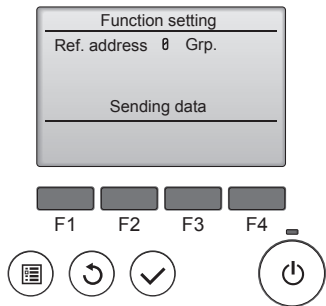 Function setting
Ref. address 0 Grp.
Sending data
F1 F2 F3 F4